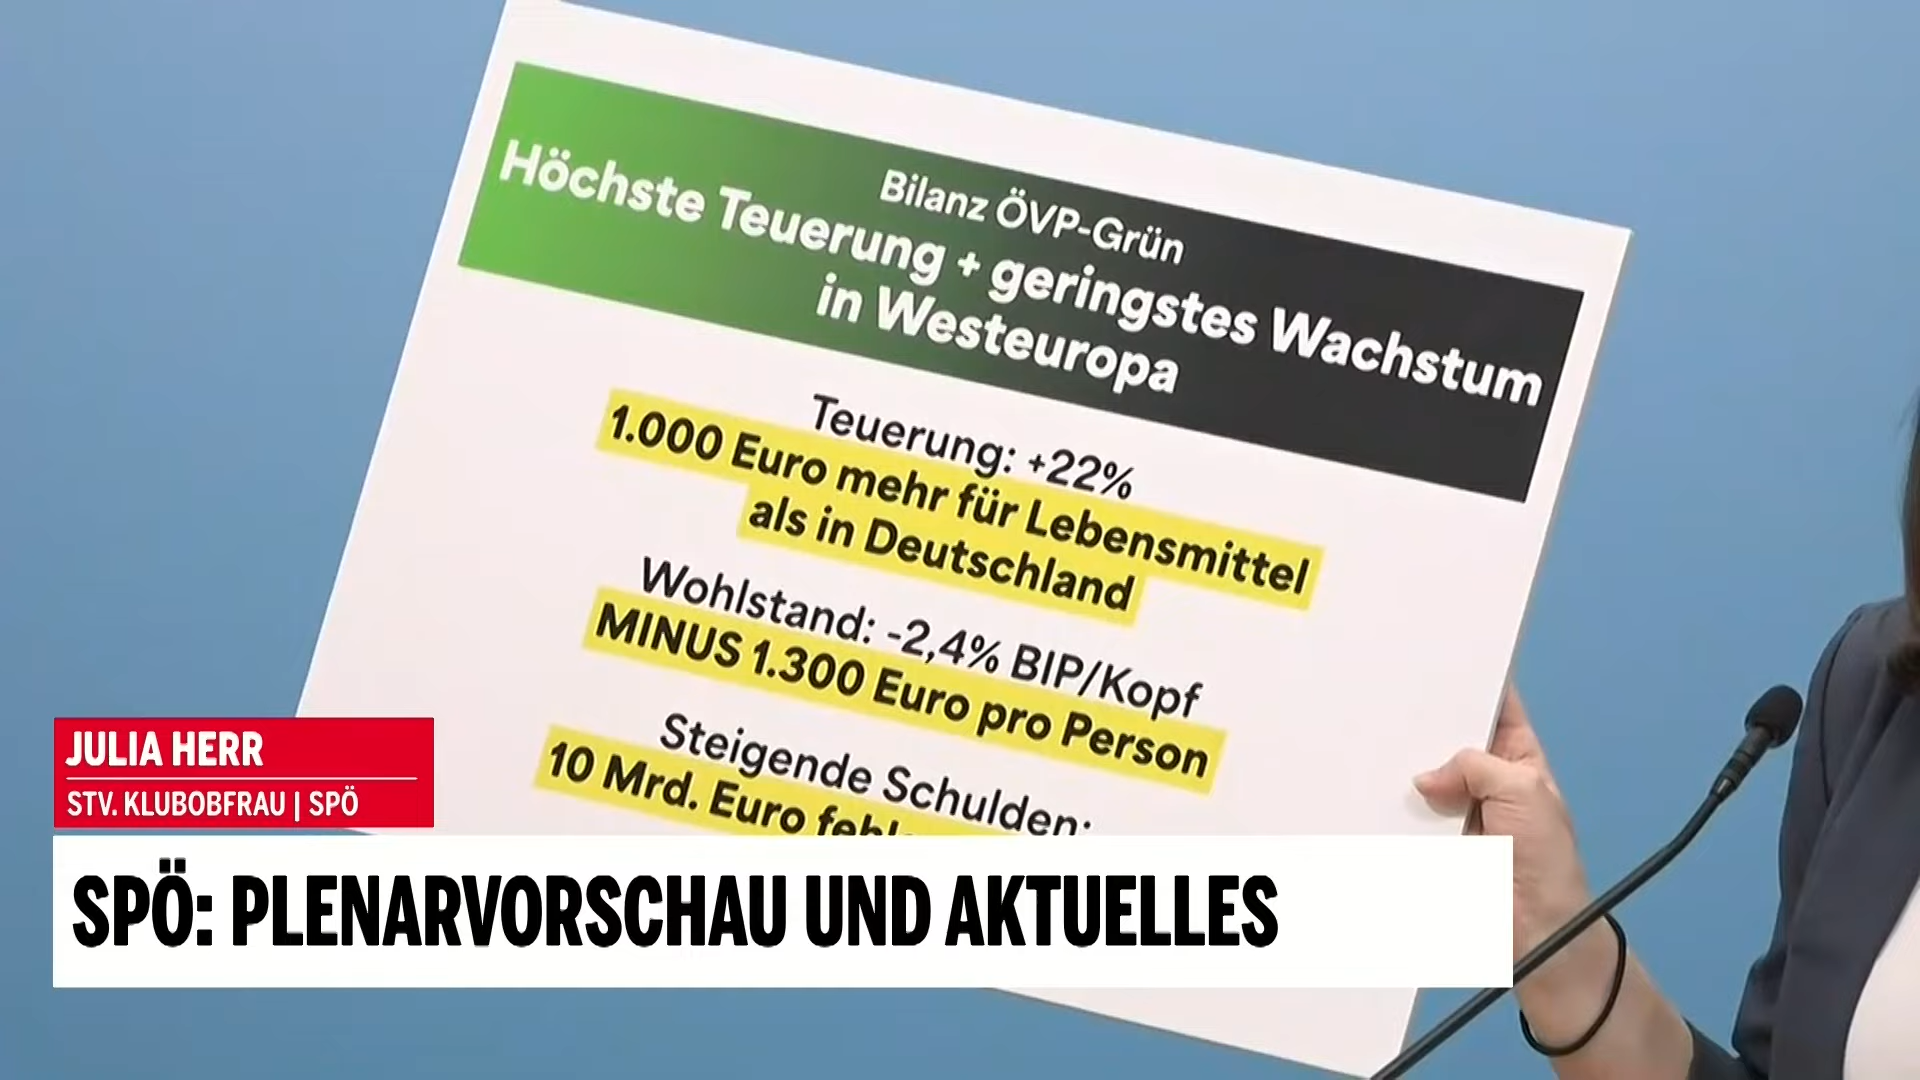 Bilanz ÖVP-Grün
Höchste Teuerung + geringstes Wachstum
in Westeuropa
Teuerung: +22%
1.000 Euro mehr für Lebensmittel
als in Deutschland
Wohlstand: -2,4% BIP/Kopf
MINUS 1.300 Euro pro Person
Steigende Schulden:
10 Mrd. Euro
JULIA HERR
STV. KLUBOBFRAU | SPÖ
SPÖ: PLENARVORSCHAU UND AKTUELLES